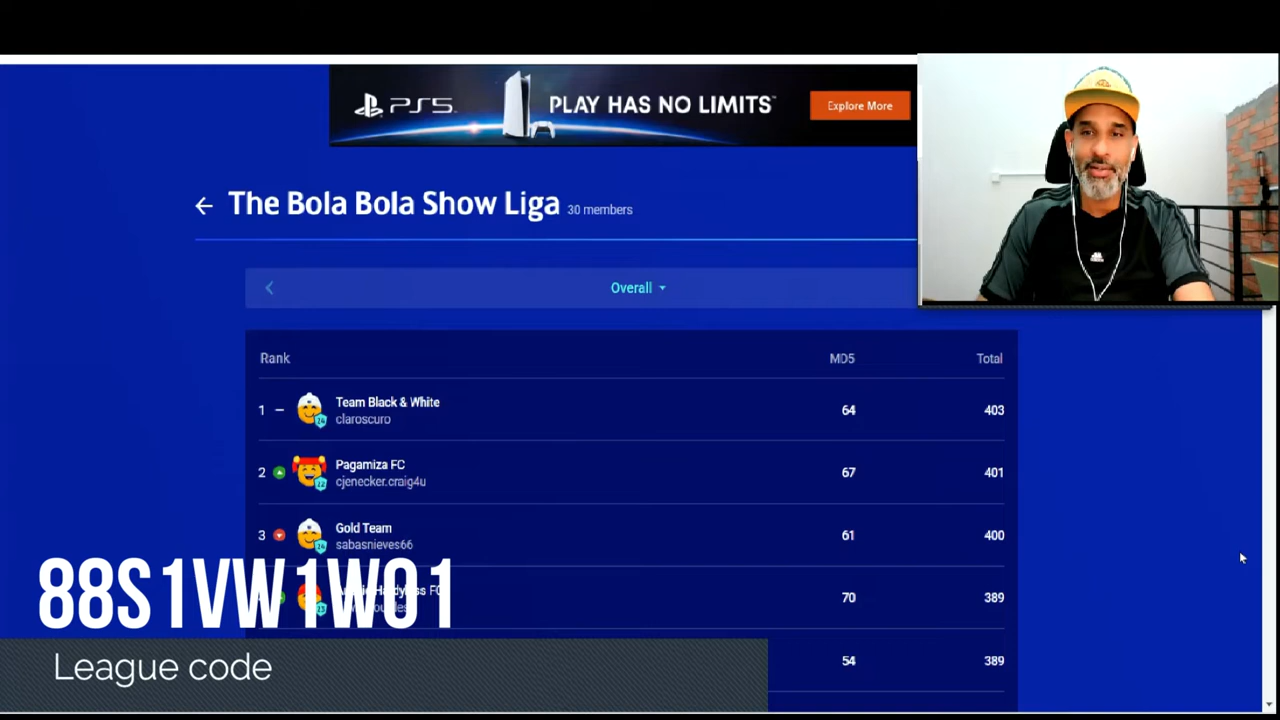 PS5
PLAY HAS NO LIMITS™
Explore More
The Bola Bola Show Liga 30 members
Overall
Rank MD5 Total
1 Team Black & White 64 403
claroscuro
2 Pagamiza FC 67 401
cjenecker.craig4u
3 Gold Team 61 400
sabasnieves66
70 389
88S1VW1W01
League code
54 389